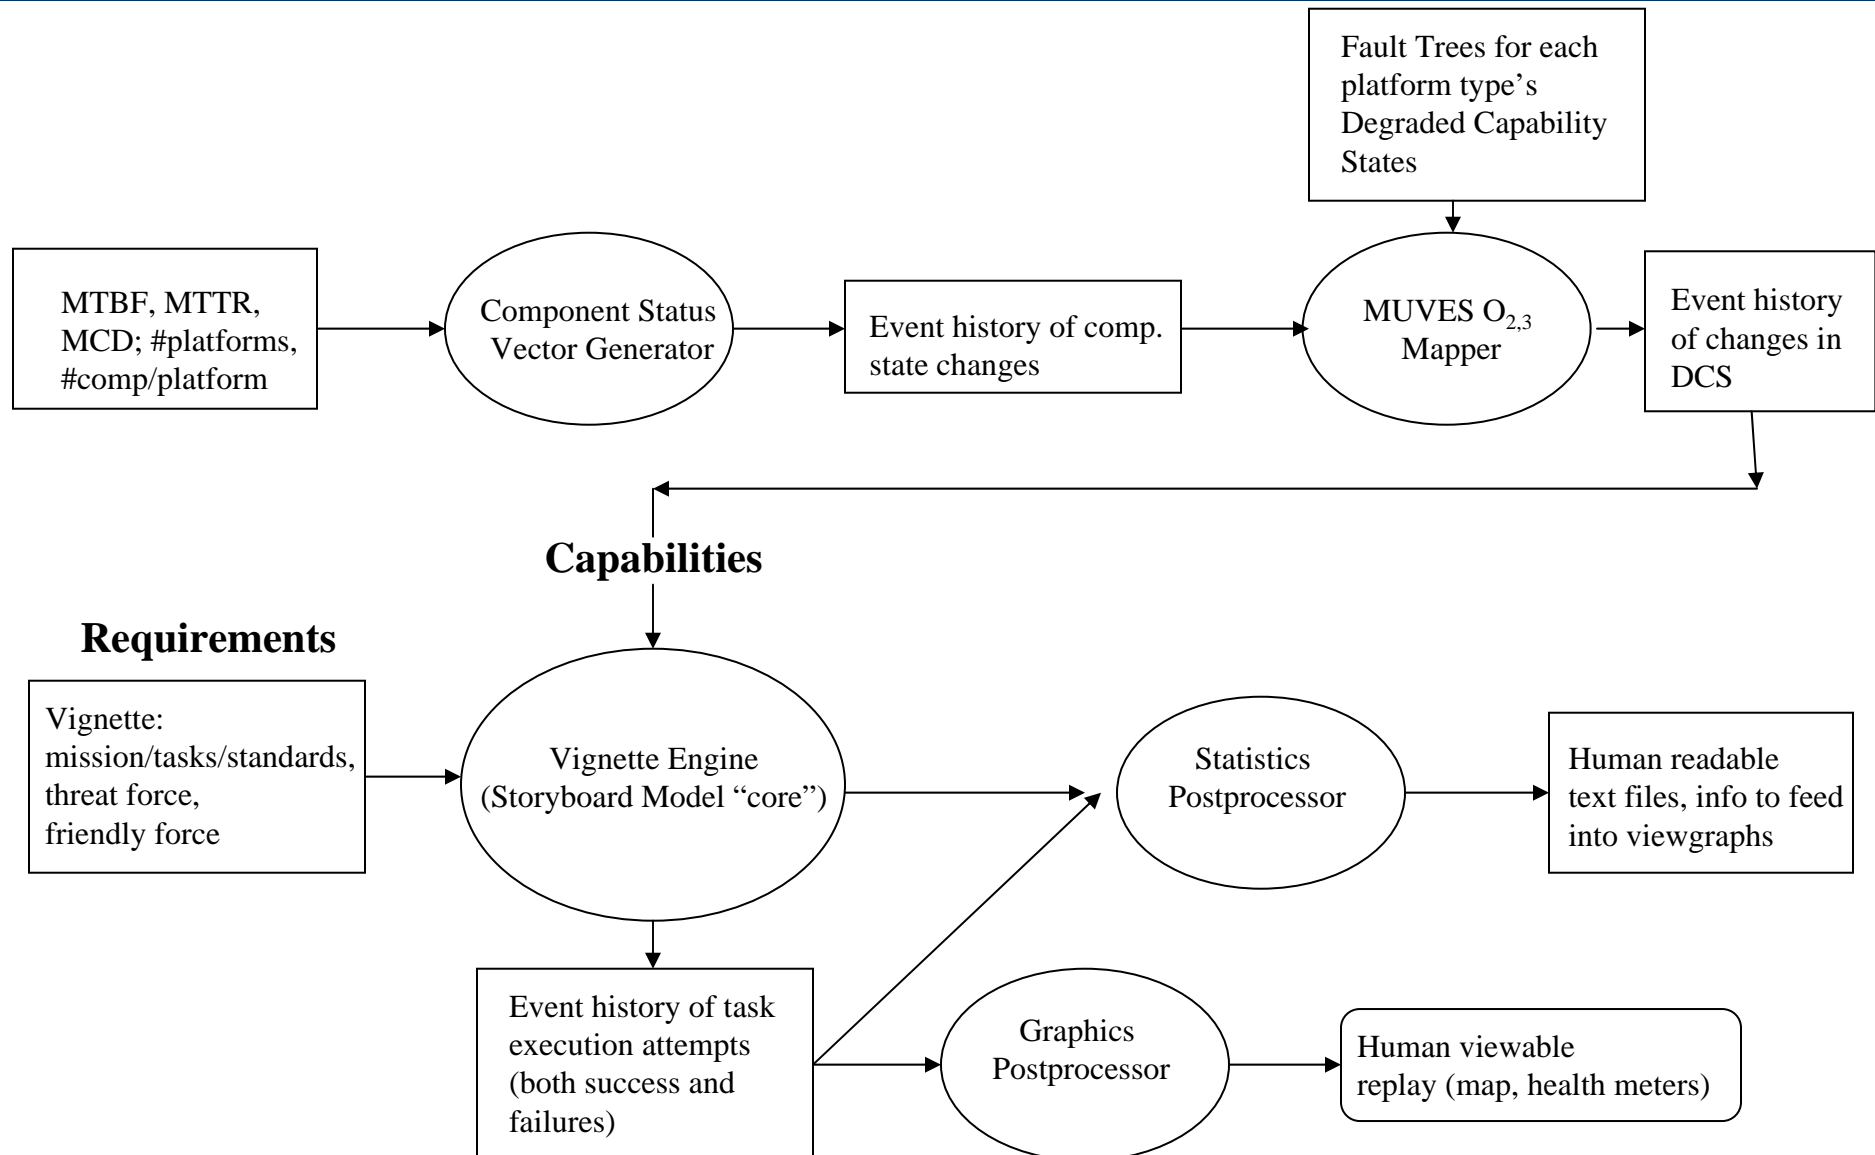 Fault Trees for each
platform type’s
Degraded Capability
States
MTBF, MTTR,
MCD; #platforms,
#comp/platform
Component Status
Vector Generator
Event history of comp.
state changes
MUVES O2,3
Mapper
Event history
of changes in
DCS
Capabilities
Requirements
Vignette:
mission/tasks/standards,
threat force,
friendly force
Vignette Engine
(Storyboard Model “core”)
Statistics
Postprocessor
Human readable
text files, info to feed
into viewgraphs
Event history of task
execution attempts
(both success and
failures)
Graphics
Postprocessor
Human viewable
replay (map, health meters)